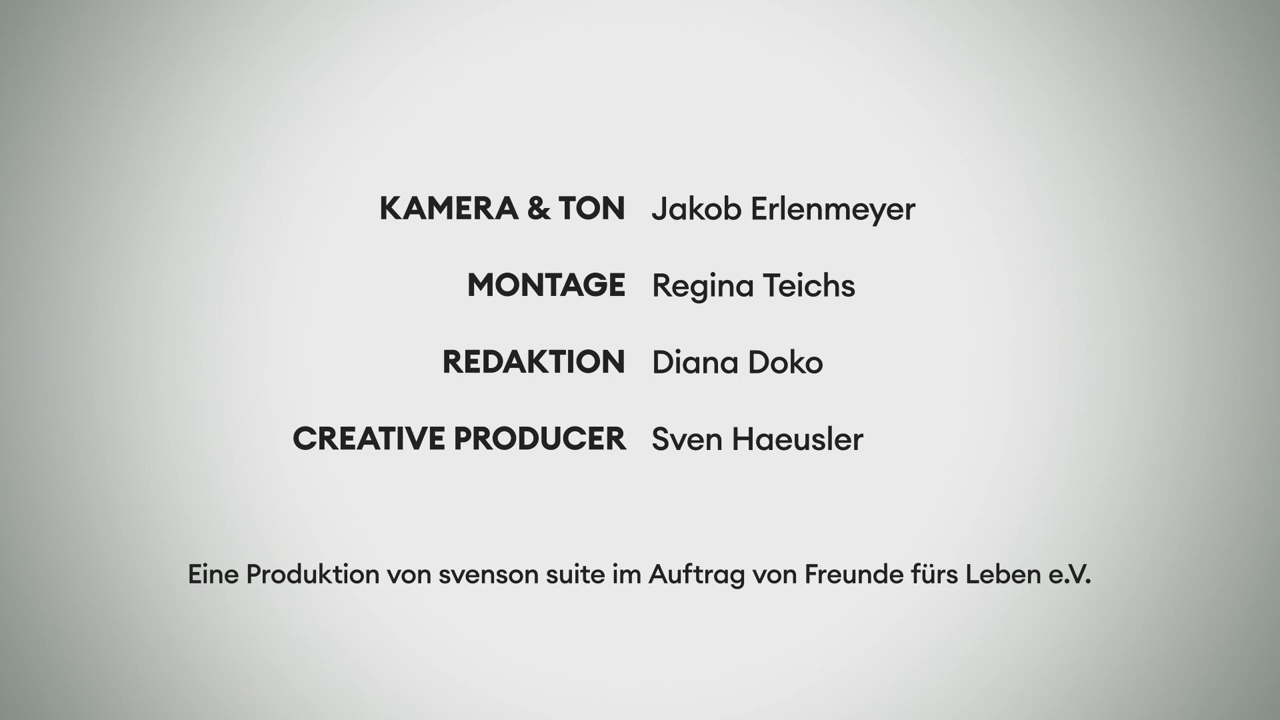 KAMERA & TON Jakob Erlenmeyer
MONTAGE Regina Teichs
REDAKTION Diana Doko
CREATIVE PRODUCER Sven Haeusler
Eine Produktion von svenson suite im Auftrag von Freunde fürs Leben e.V.